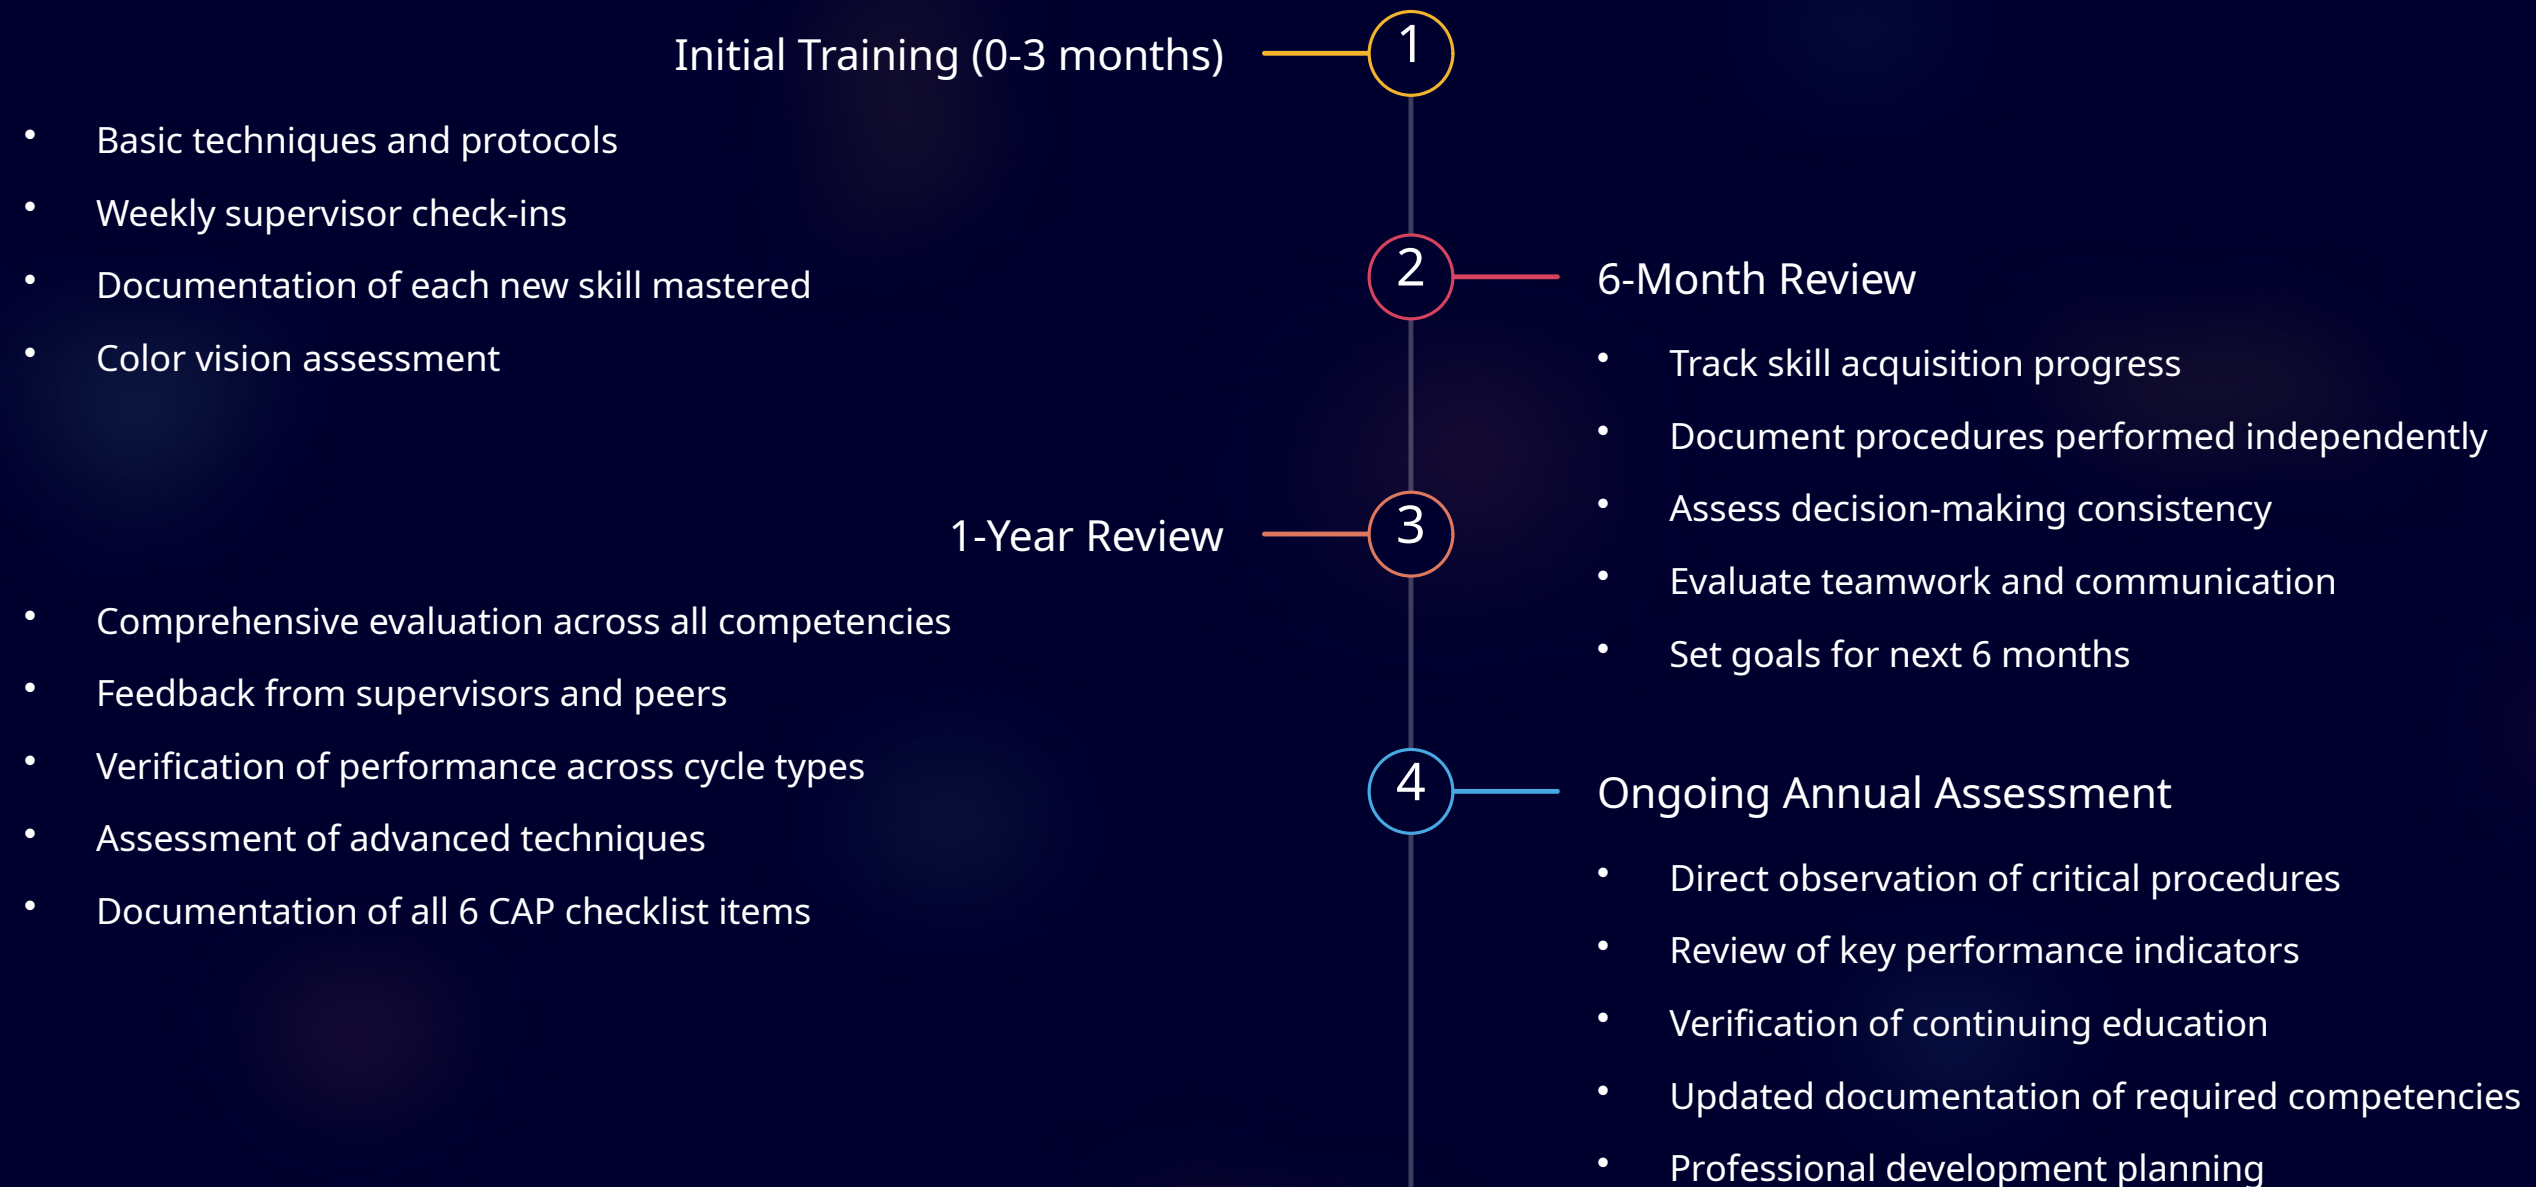 1
Initial Training (0-3 months)
• Basic techniques and protocols
• Weekly supervisor check-ins
• Documentation of each new skill mastered
• Color vision assessment
2
6-Month Review
• Track skill acquisition progress
• Document procedures performed independently
• Assess decision-making consistency
• Evaluate teamwork and communication
• Set goals for next 6 months
3
1-Year Review
• Comprehensive evaluation across all competencies
• Feedback from supervisors and peers
• Verification of performance across cycle types
• Assessment of advanced techniques
• Documentation of all 6 CAP checklist items
4
Ongoing Annual Assessment
• Direct observation of critical procedures
• Review of key performance indicators
• Verification of continuing education
• Updated documentation of required competencies
• Professional development planning